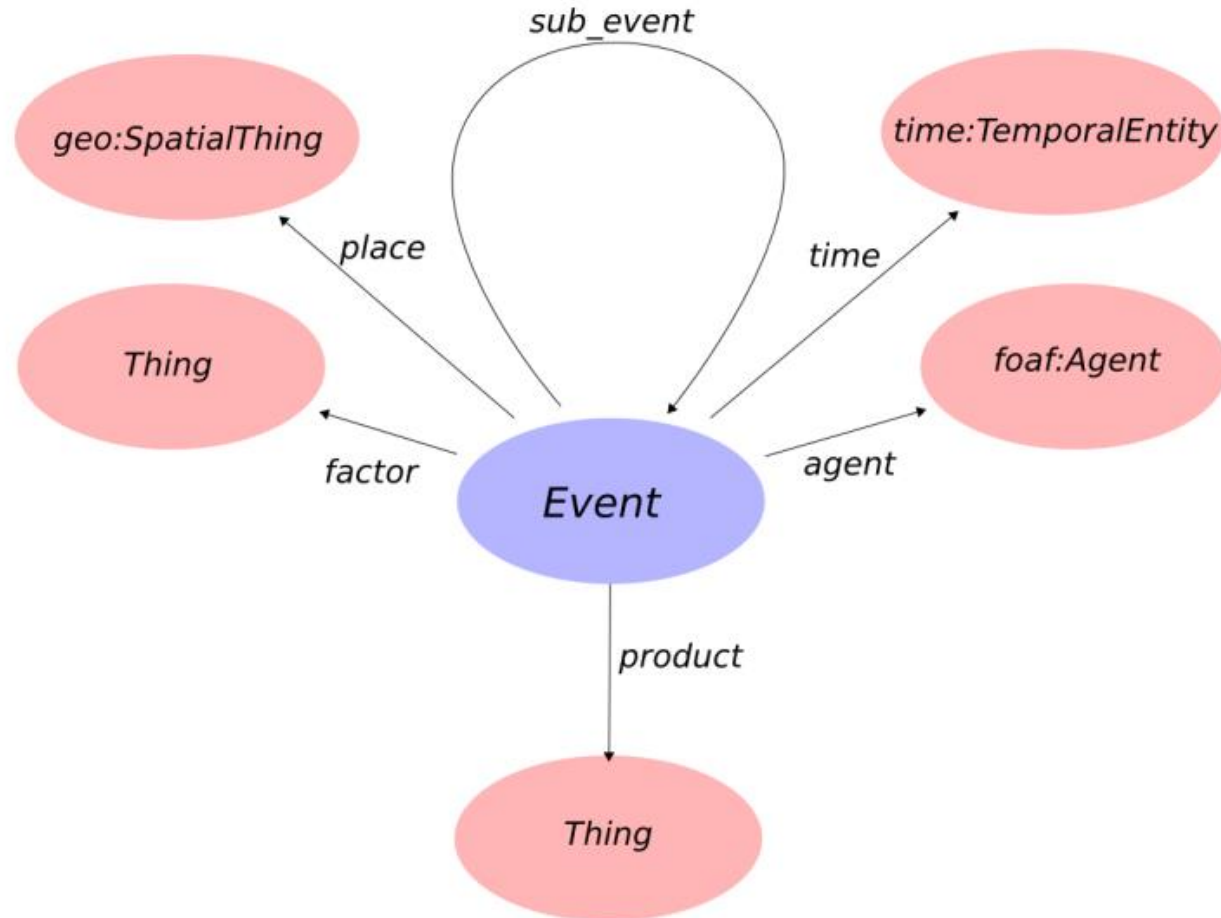 sub_event
geo:SpatialThing
time:TemporalEntity
place
time
Thing
foaf:Agent
factor
agent
Event
product
Thing